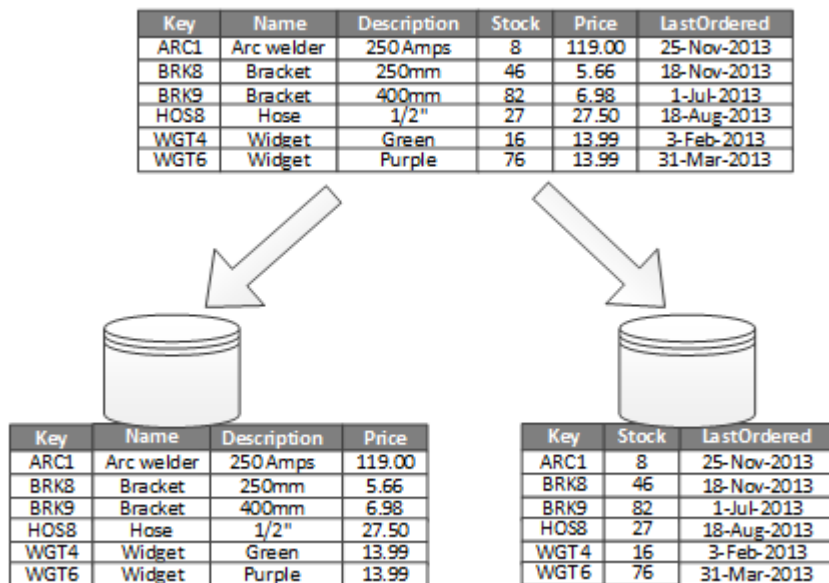 Key Name Description Stock Price LastOrdered
ARC1 Arc welder 250 Amps 8 119.00 25-Nov-2013
BRK8 Bracket 250mm 46 5.66 18-Nov-2013
BRK9 Bracket 400mm 82 6.98 1-Jul-2013
HOS8 Hose 1/2" 27 27.50 18-Aug-2013
WGT4 Widget Green 16 13.99 3-Feb-2013
WGT6 Widget Purple 76 13.99 31-Mar-2013
Key Name Description Price
ARC1 Arc welder 250 Amps 119.00
BRK8 Bracket 250mm 5.66
BRK9 Bracket 400mm 6.98
HOS8 Hose 1/2" 27.50
WGT4 Widget Green 13.99
WGT6 Widget Purple 13.99
Key Stock LastOrdered
ARC1 8 25-Nov-2013
BRK8 46 18-Nov-2013
BRK9 82 1-Jul-2013
HOS8 27 18-Aug-2013
WGT4 16 3-Feb-2013
WGT6 76 31-Mar-2013